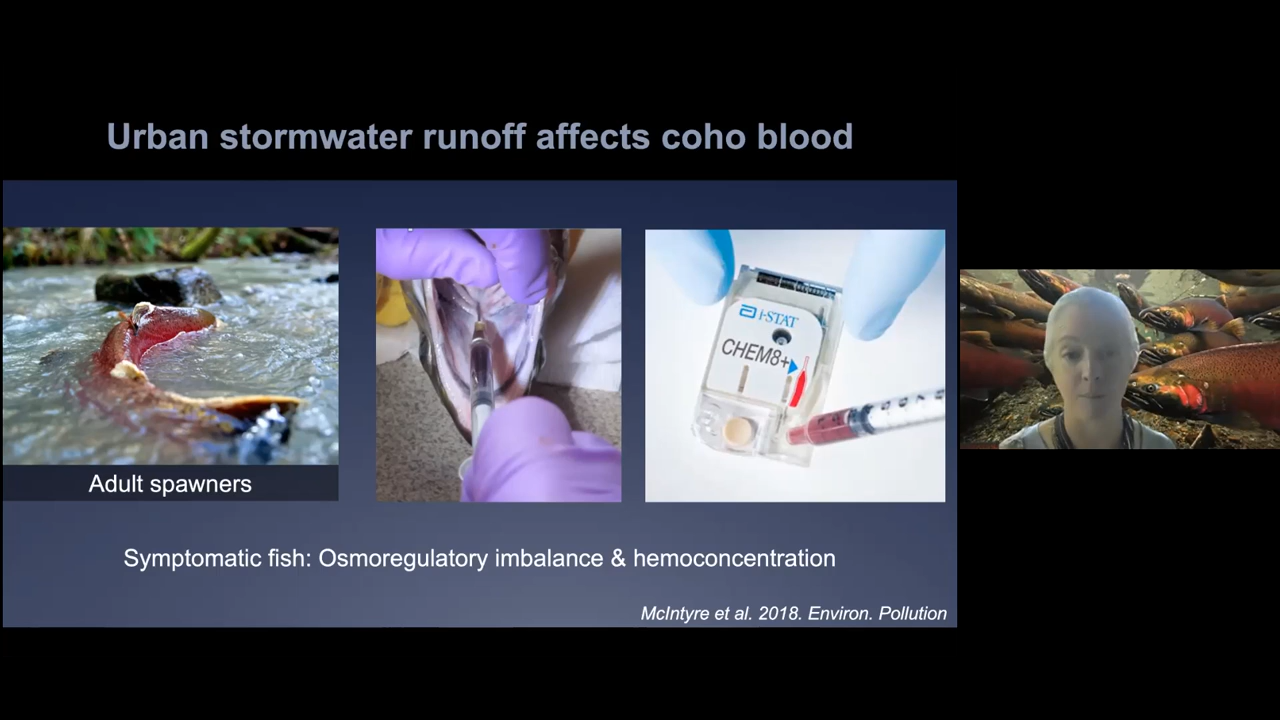 Urban stormwater runoff affects coho blood
i-STAT
CHEM8+
Adult spawners
Symptomatic fish: Osmoregulatory imbalance & hemoconcentration
McIntyre et al. 2018. Environ. Pollution